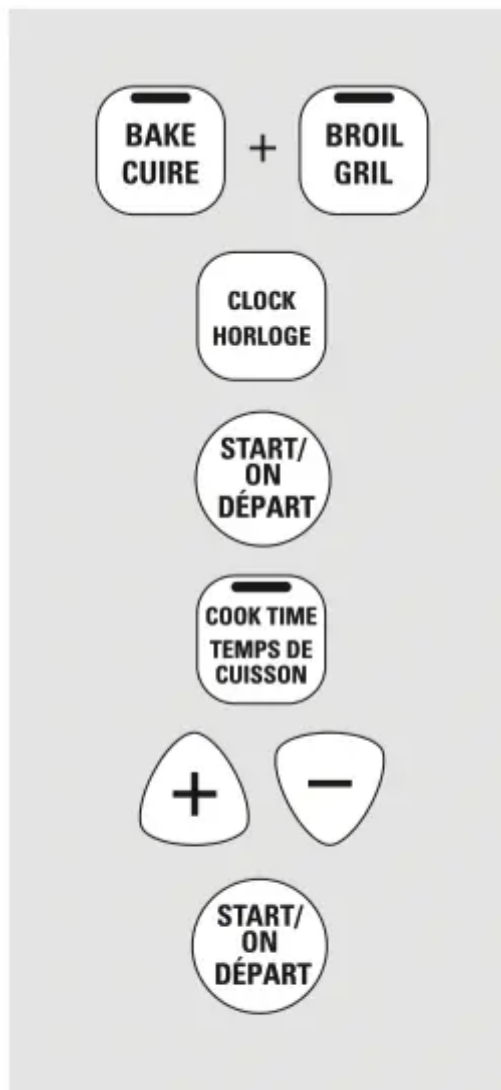 BAKE
CUIRE
+
BROIL
GRIL
CLOCK
HORLOGE
START/
ON
DÉPART
COOK TIME
TEMPS DE
CUISSON
+
−
START/
ON
DÉPART